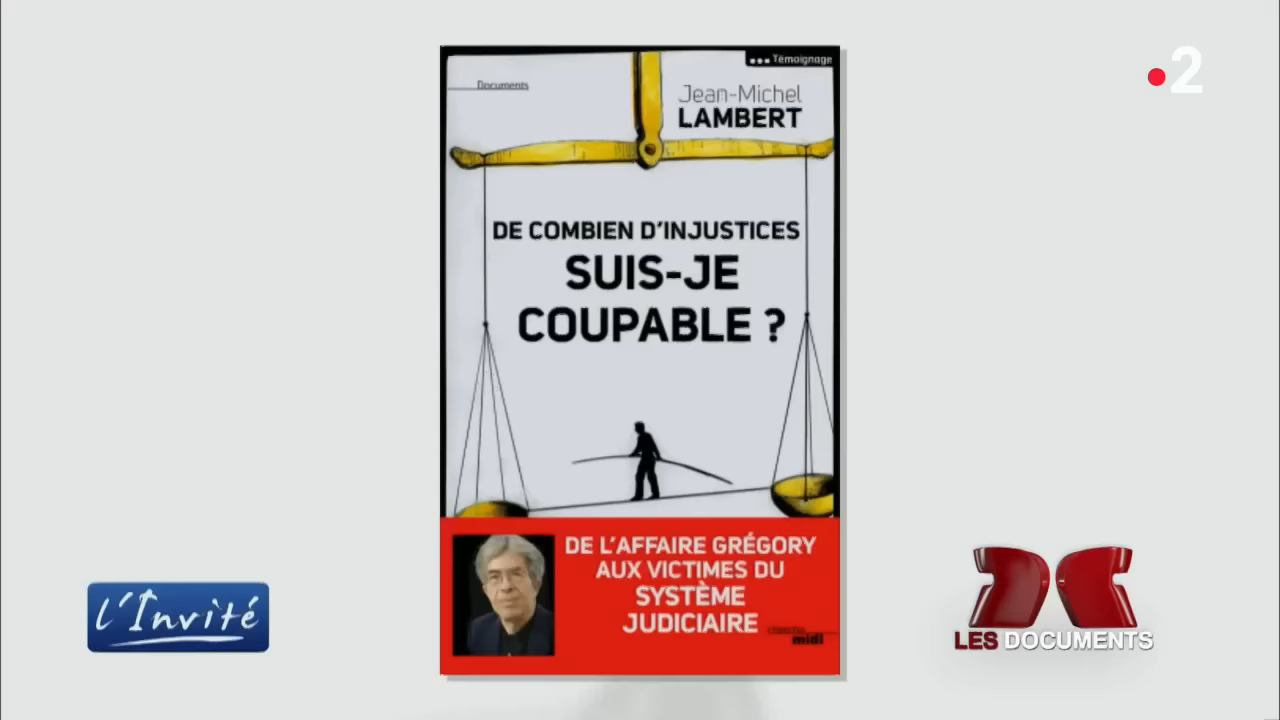 Témoignage
2
Documents
Jean-Michel
LAMBERT
DE COMBIEN D'INJUSTICES
SUIS-JE
COUPABLE ?
DE L'AFFAIRE GRÉGORY
AUX VICTIMES DU
SYSTÈME
JUDICIAIRE
midi
l'Invité
LES DOCUMENTS